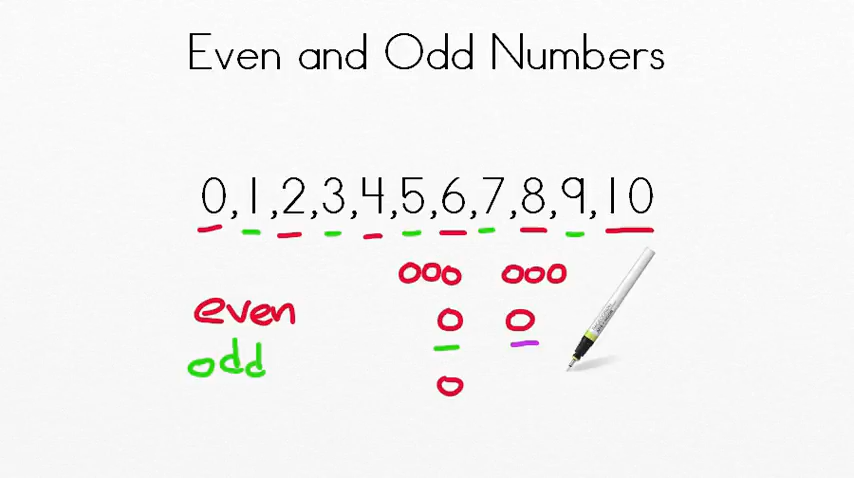 Even and Odd Numbers
0,1,2,3,4,5,6,7,8,9,10
even
odd